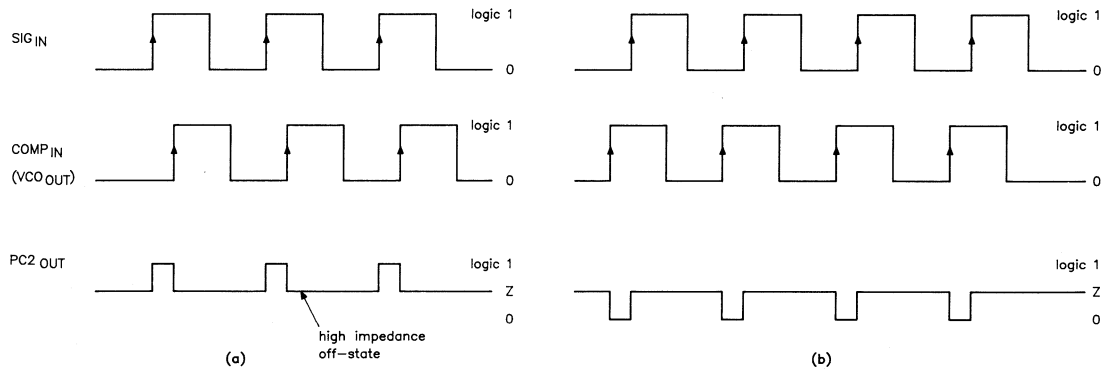 SIG IN
logic 1
0
COMP IN
(VCO OUT)
logic 1
0
PC2 OUT
logic 1
Z
0
high impedance
off-state
(a)
logic 1
0
logic 1
0
logic 1
Z
0
(b)